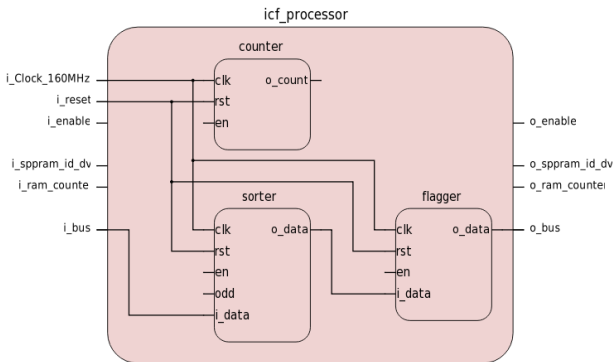 icf_processor
counter
i_Clock_160MHz
clk
o_count
i_reset
rst
i_enable
en
o_enable
i_sppram_id_dv
o_sppram_id_dv
i_ram_counte
o_ram_counter
sorter
flagger
i_bus
clk
o_data
clk
o_data
o_bus
rst
rst
en
en
odd
i_data
i_data